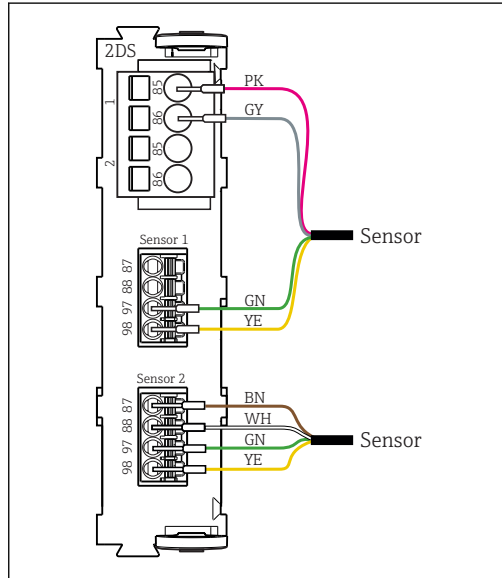 2DS
1
85
PK
86
GY
2
85
86
Sensor
Sensor 1
87
88
97
GN
98
YE
Sensor 2
87
BN
88
WH
97
GN
Sensor
98
YE